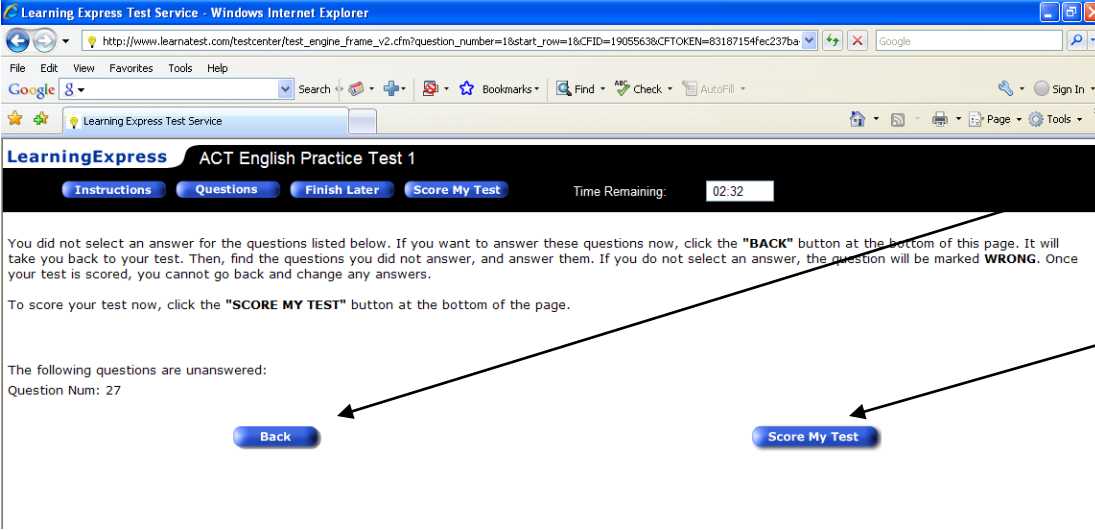 Learning Express Test Service - Windows Internet Explorer
http://www.learnatest.com/testcenter/test_engine_frame_v2.cfm?question_number=1&start_row=1&CFID=1905563&CFTOKEN=83187154fec237ba-
Google
File Edit View Favorites Tools Help
Google Search Bookmarks Find Check AutoFill Sign In
Learning Express Test Service Page Tools
LearningExpress ACT English Practice Test 1
Instructions Questions Finish Later Score My Test Time Remaining: 02:32
You did not select an answer for the questions listed below. If you want to answer these questions now, click the "BACK" button at the bottom of this page. It will
take you back to your test. Then, find the questions you did not answer, and answer them. If you do not select an answer, the question will be marked WRONG. Once
your test is scored, you cannot go back and change any answers.
To score your test now, click the "SCORE MY TEST" button at the bottom of the page.
The following questions are unanswered:
Question Num: 27
Back Score My Test